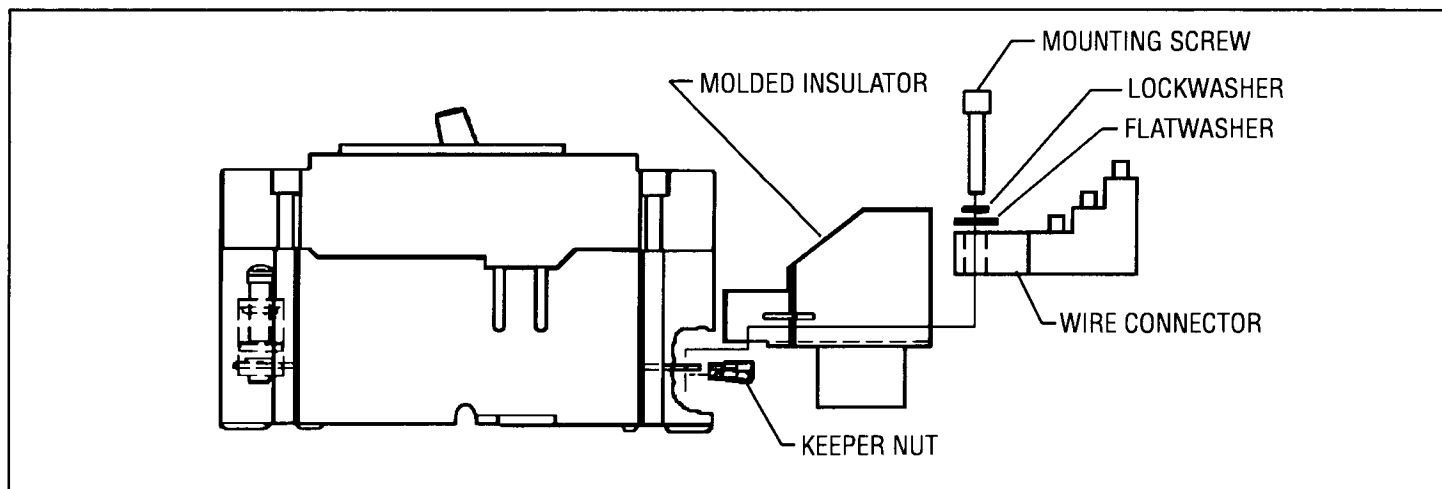 MOUNTING SCREW
MOLDED INSULATOR
LOCKWASHER
FLATWASHER
WIRE CONNECTOR
KEEPER NUT